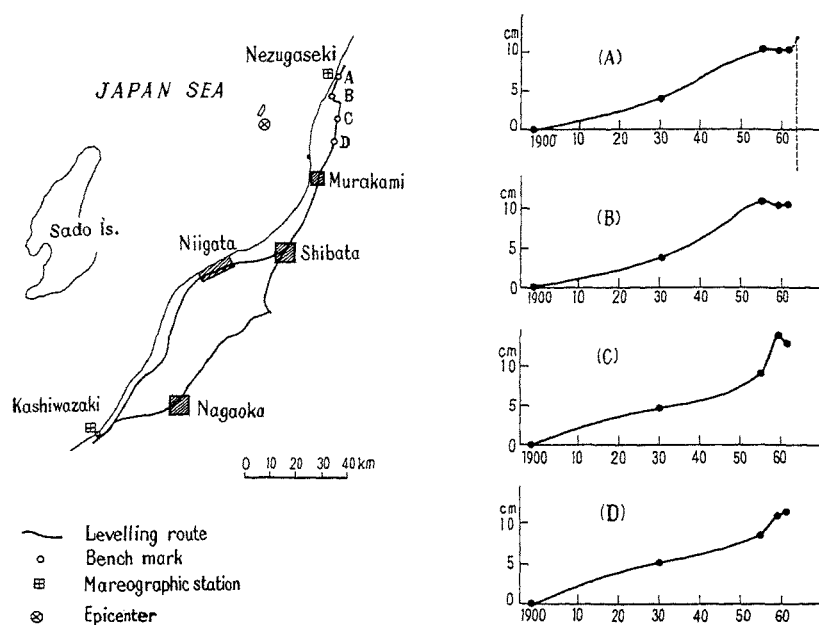 Nezugaseki
JAPAN SEA
A
B
C
D
Murakami
Sado is.
Niigata
Shibata
Kashiwazaki
Nagaoka
0 10 20 30 40 km
Levelling route
Bench mark
Mareographic station
Epicenter
cm
10
5
0
(A)
1900 10 20 30 40 50 60
cm
10
5
0
(B)
1900 10 20 30 40 50 60
cm
10
5
0
(C)
1900 10 20 30 40 50 60
cm
10
5
0
(D)
1900 10 20 30 40 50 60